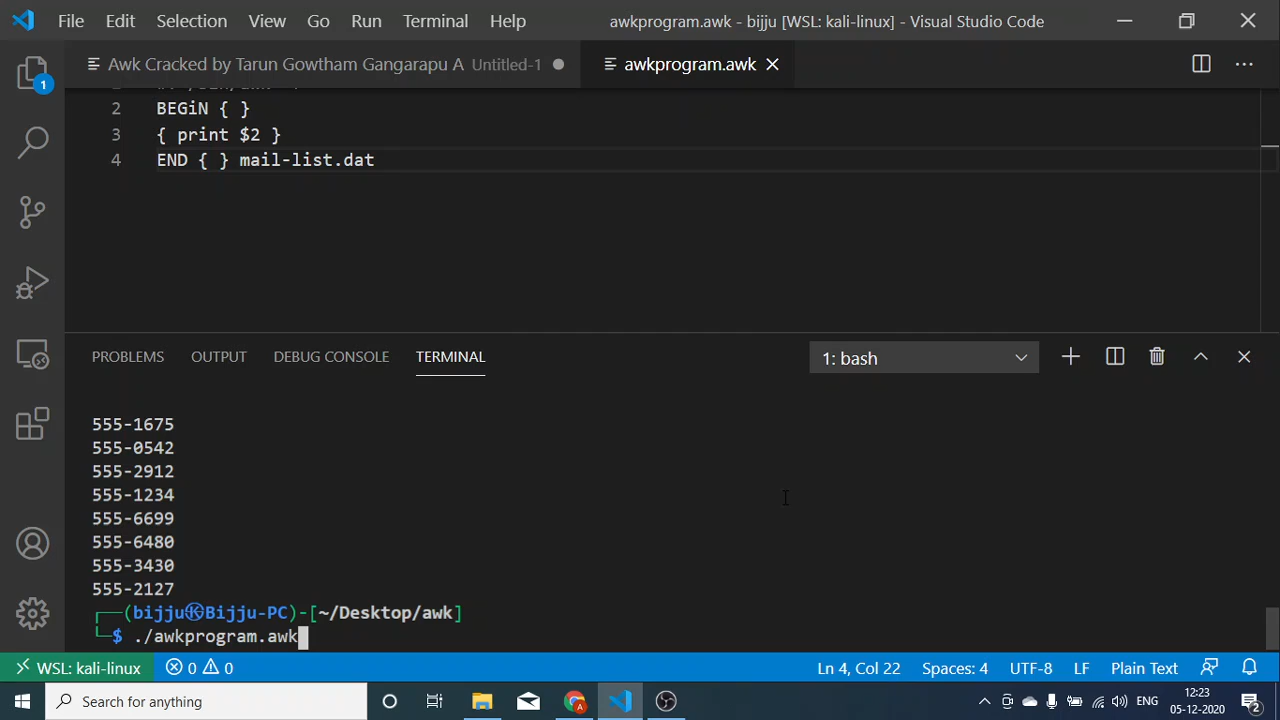 File Edit Selection View Go Run Terminal Help awkprogram.awk - bijju [WSL: kali-linux] - Visual Studio Code
Awk Cracked by Tarun Gowtham Gangarapu A Untitled-1 awkprogram.awk
1
2 BEGiN { }
3 { print $2 }
4 END { } mail-list.dat
PROBLEMS OUTPUT DEBUG CONSOLE TERMINAL 1: bash
555-1675
555-0542
555-2912
555-1234
555-6699
555-6480
555-3430
555-2127
(bijju㉿Bijju-PC)-[~/Desktop/awk]
$ ./awkprogram.awk
WSL: kali-linux 0 0 Ln 4, Col 22 Spaces: 4 UTF-8 LF Plain Text
Search for anything ENG 12:23
05-12-2020 2